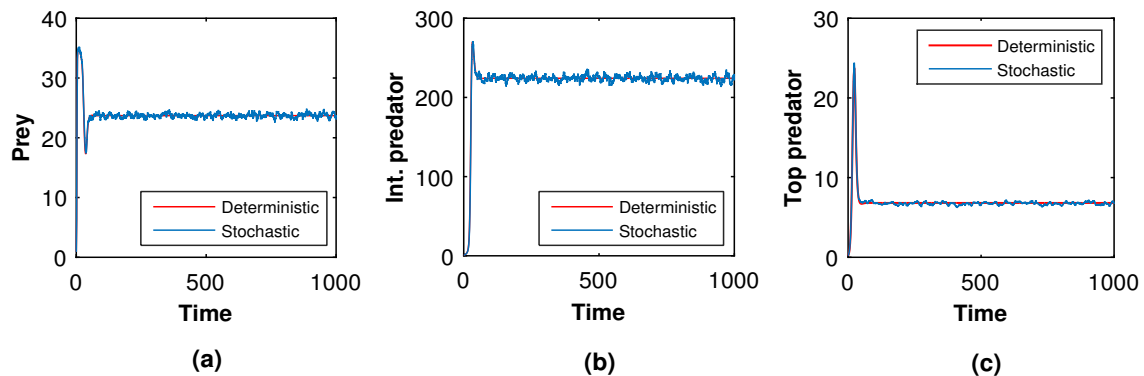 40
30
20
10
0
Prey
Deterministic
Stochastic
0
500
1000
Time
(a)
300
200
100
0
Int. predator
Deterministic
Stochastic
0
500
1000
Time
(b)
30
20
10
0
Top predator
Deterministic
Stochastic
0
500
1000
Time
(c)